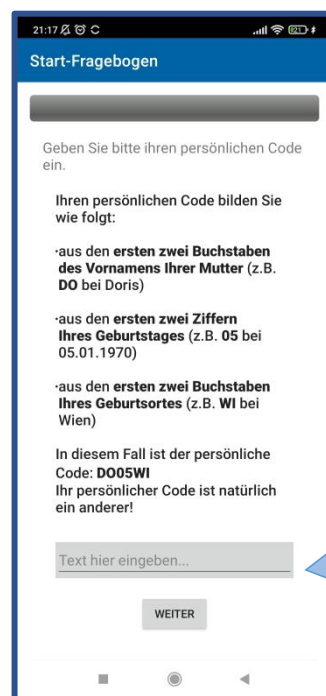 21:17
21
Start-Fragebogen
Geben Sie bitte ihren persönlichen Code
ein.
Ihren persönlichen Code bilden Sie
wie folgt:
·aus den ersten zwei Buchstaben
des Vornamens Ihrer Mutter (z.B.
DO bei Doris)
·aus den ersten zwei Ziffern
Ihres Geburtstages (z.B. 05 bei
05.01.1970)
·aus den ersten zwei Buchstaben
Ihres Geburtsortes (z.B. WI bei
Wien)
In diesem Fall ist der persönliche
Code: DO05WI
Ihr persönlicher Code ist natürlich
ein anderer!
Text hier eingeben...
WEITER